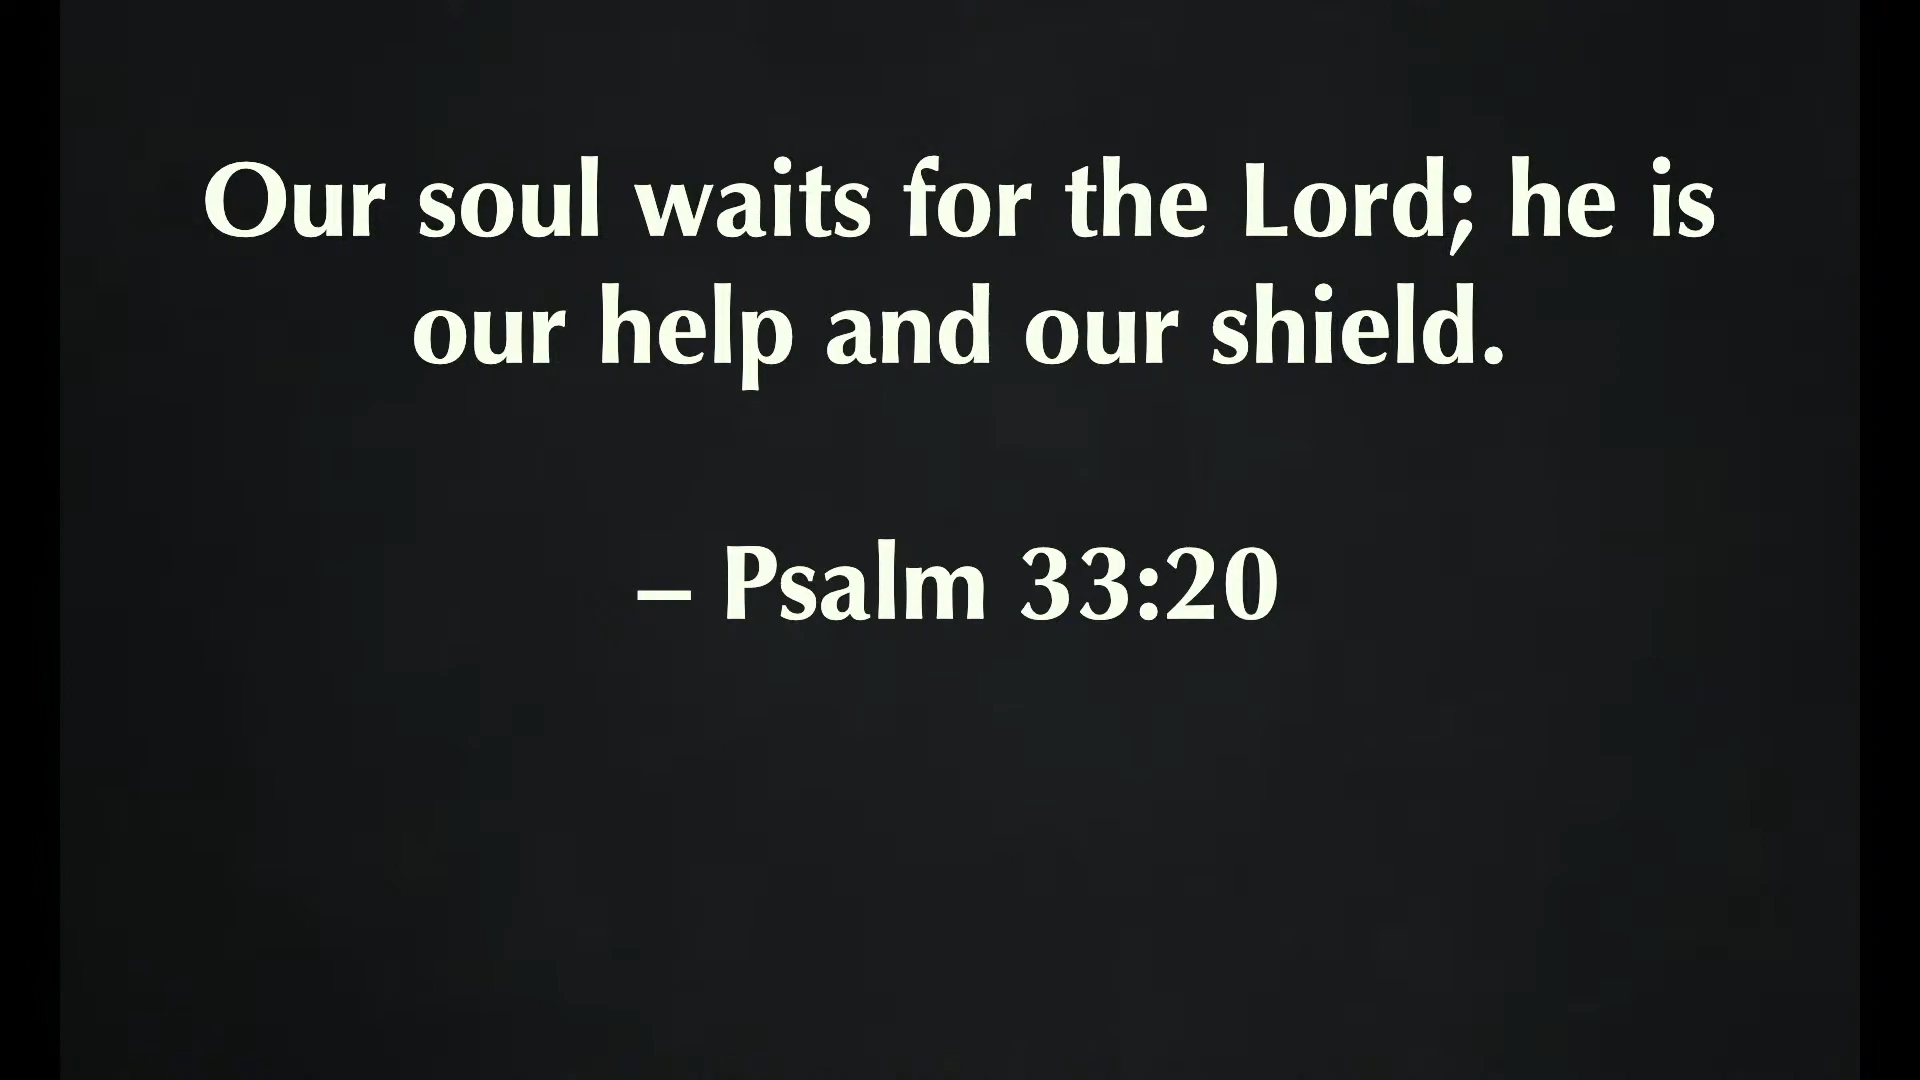 Our soul waits for the Lord; he is
our help and our shield.
– Psalm 33:20